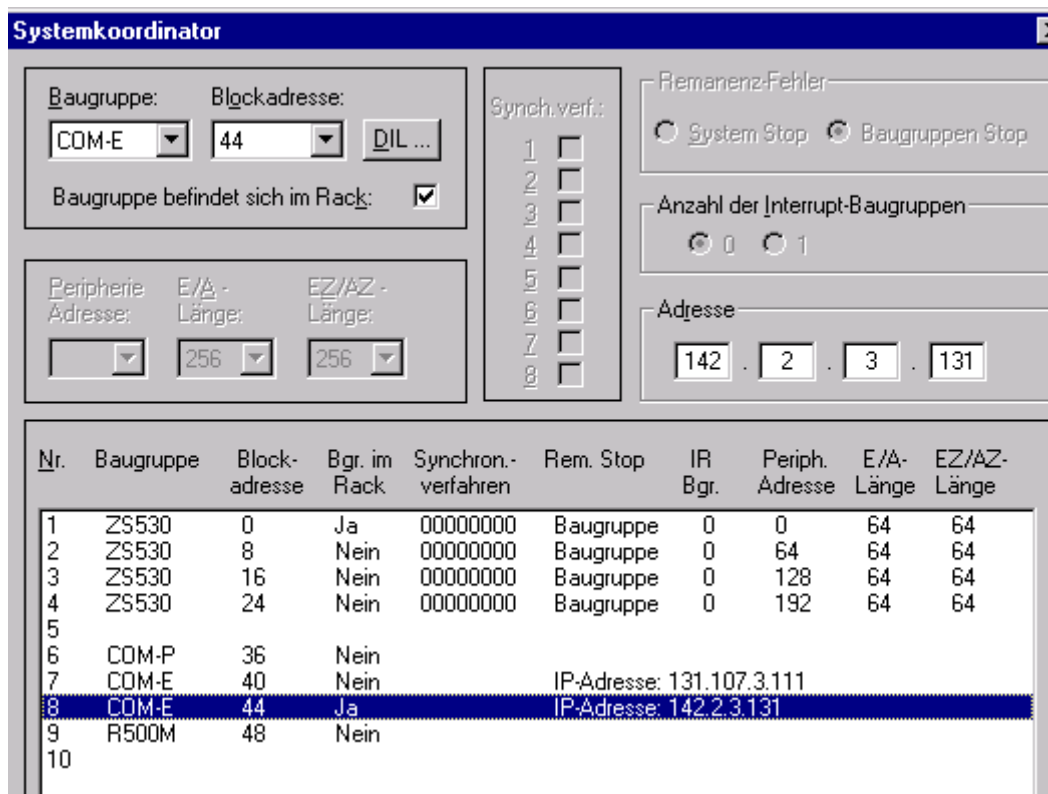 Systemkoordinator
Baugruppe: Blockadresse:
COM-E 44 DIL ...
Baugruppe befindet sich im Rack:
Peripherie Adresse: E/A - Länge: EZ/AZ - Länge:
256 256
Synch.verf.:
1
2
3
4
5
6
7
8
Remanenz-Fehler
System Stop Baugruppen Stop
Anzahl der Interrupt-Baugruppen
0 1
Adresse
142 . 2 . 3 . 131
Nr. Baugruppe Block- Bgr. im Synchron.- Rem. Stop IR Periph. E/A- EZ/AZ-
adresse Rack verfahren Bgr. Adresse Länge Länge
1 ZS530 0 Ja 00000000 Baugruppe 0 0 64 64
2 ZS530 8 Nein 00000000 Baugruppe 0 64 64 64
3 ZS530 16 Nein 00000000 Baugruppe 0 128 64 64
4 ZS530 24 Nein 00000000 Baugruppe 0 192 64 64
5
6 COM-P 36 Nein
7 COM-E 40 Nein IP-Adresse: 131.107.3.111
8 COM-E 44 Ja IP-Adresse: 142.2.3.131
9 R500M 48 Nein
10